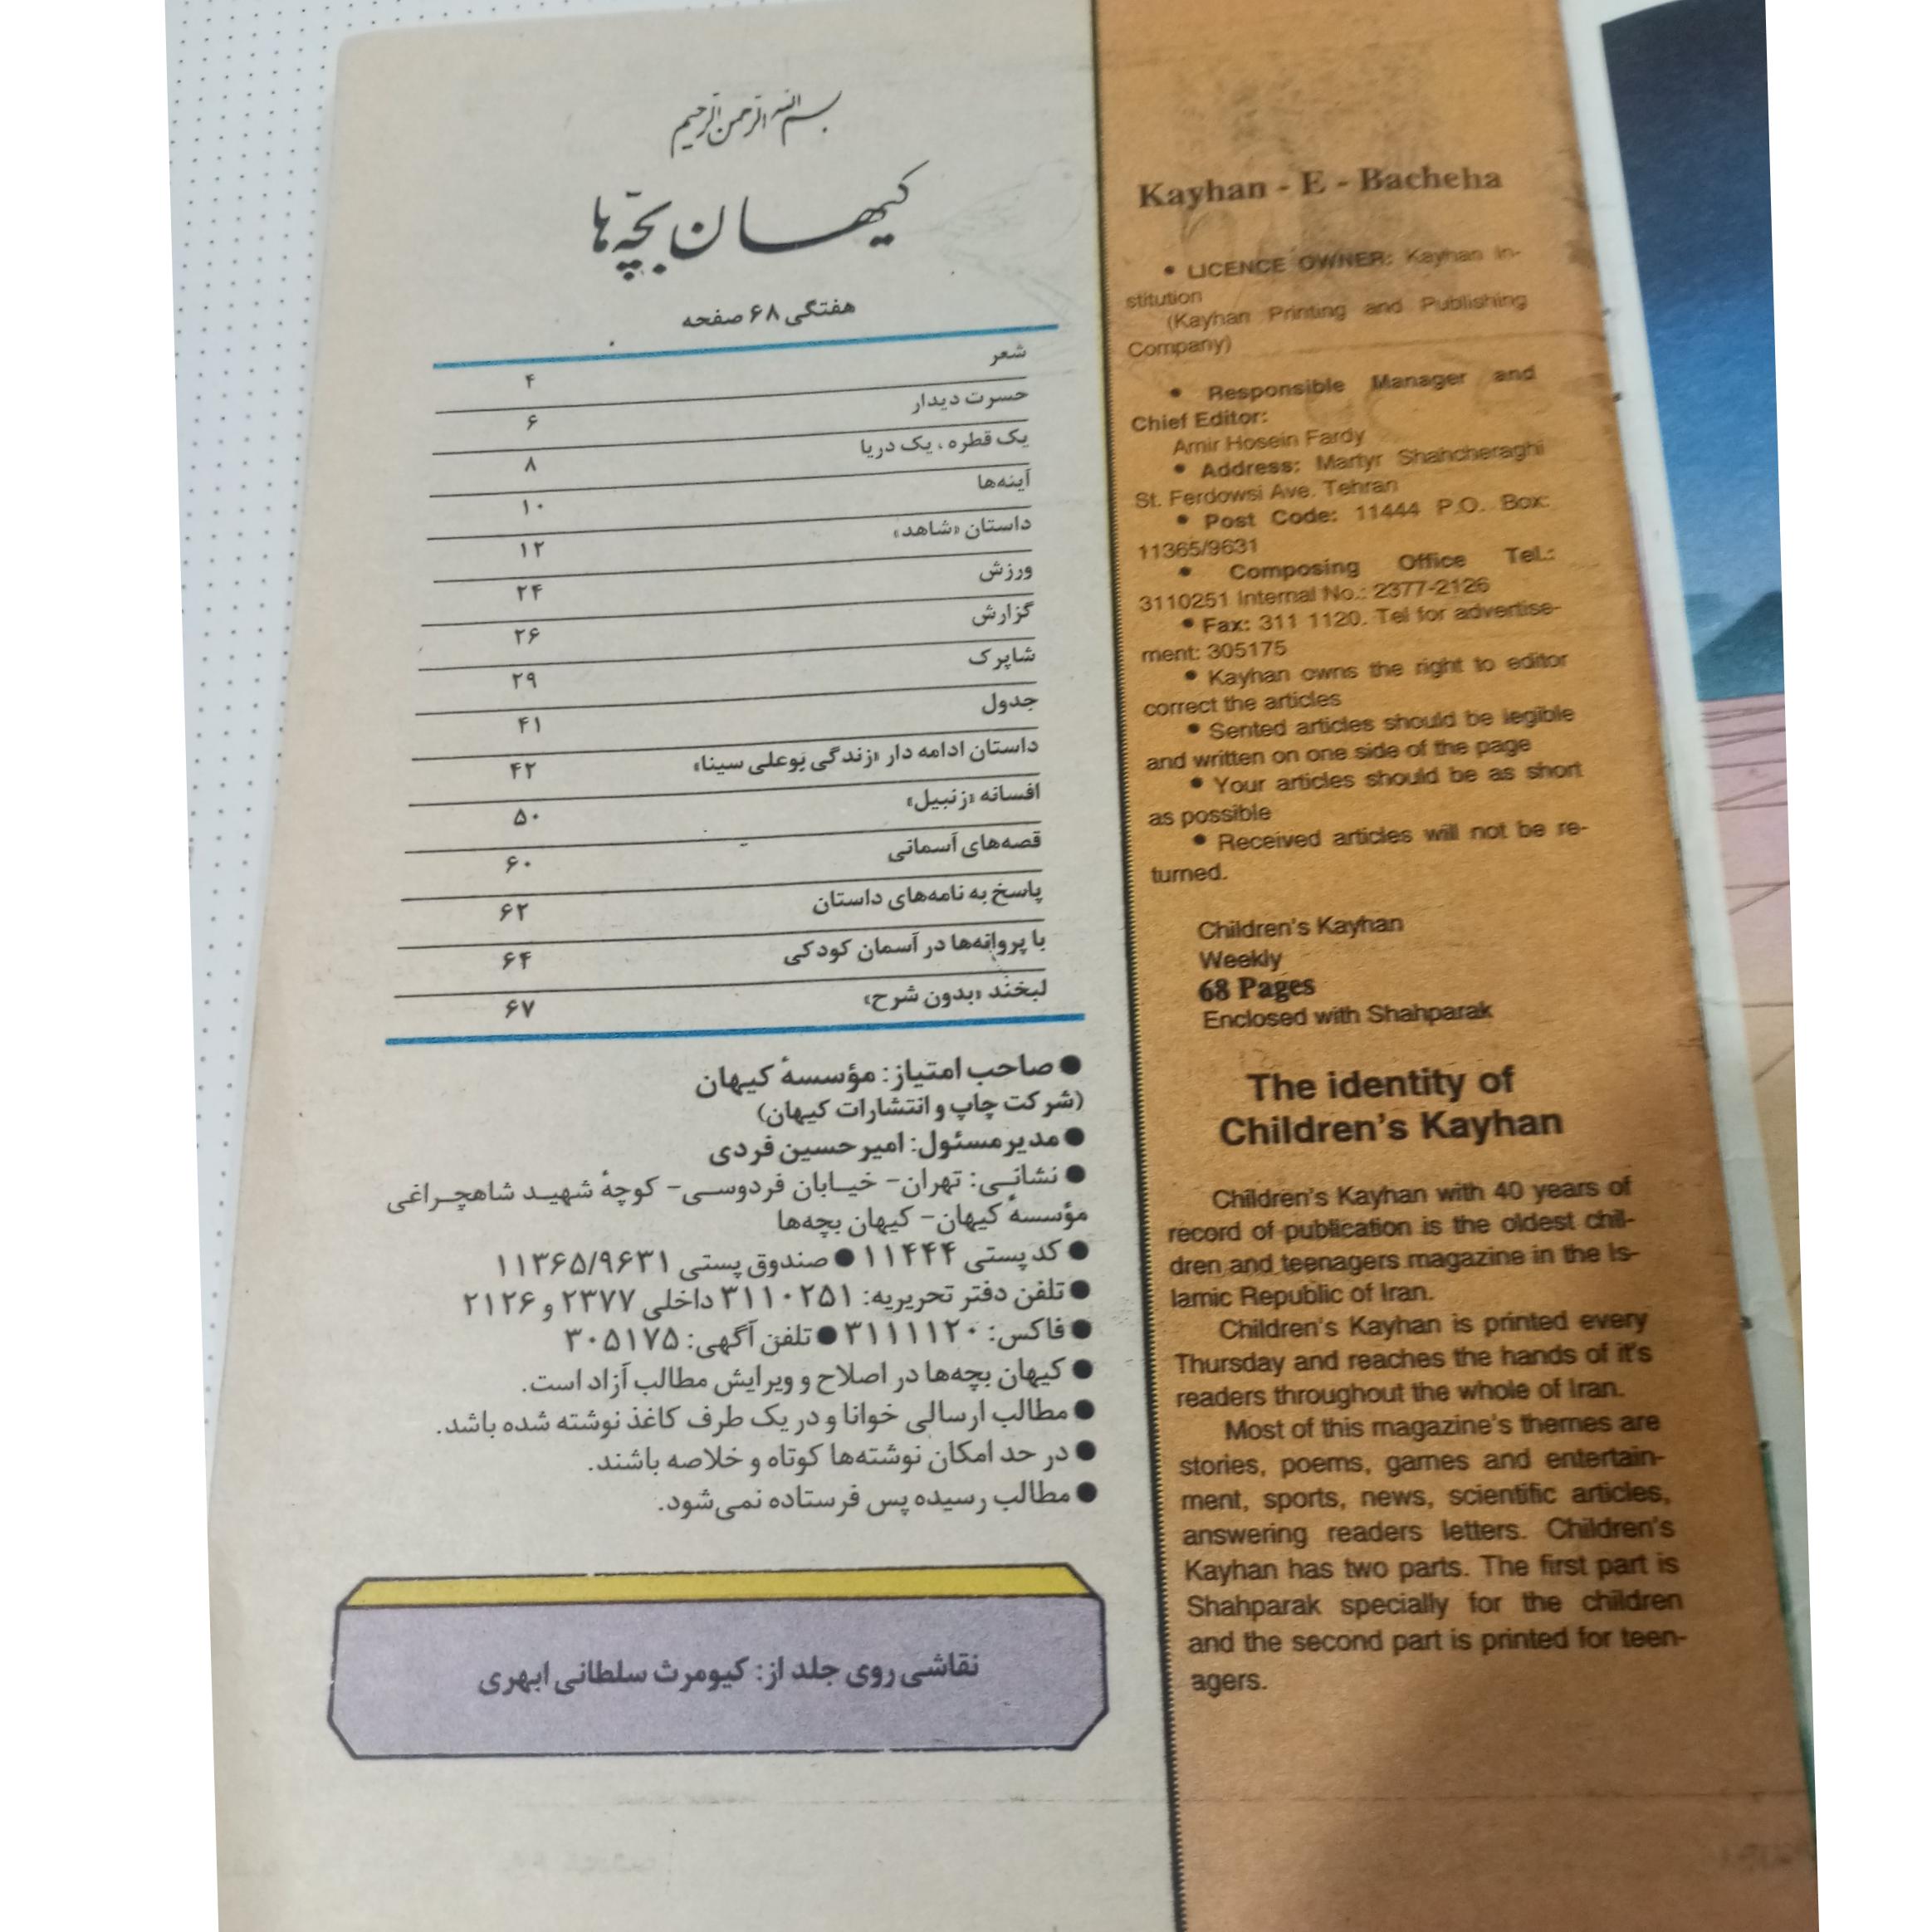 بسم الله الرحمن الرحیم
کیهان بچّه‌ها
هفتگی ۶۸ صفحه
شعر ۴
حسرت دیدار ۶
یک قطره، یک دریا ۸
آینه‌ها ۱۰
داستان «شاهد» ۱۲
ورزش ۲۴
گزارش ۲۶
شاپرک ۲۹
جدول ۴۱
داستان ادامه دار «زندگی بوعلی سینا» ۴۲
افسانه «زنبیل» ۵۰
قصه‌های آسمانی ۶۰
پاسخ به نامه‌های داستان ۶۲
با پروانه‌ها در آسمان کودکی ۶۴
لبخند «بدون شرح» ۶۷
● صاحب امتیاز: مؤسسهٔ کیهان
(شرکت چاپ و انتشارات کیهان)
● مدیر مسئول: امیر حسین فردی
● نشانـی: تهران- خیـابان فردوسـی- کوچهٔ شهیـد شاهچـراغی
مؤسسهٔ کیهان- کیهان بچه‌ها
● کد پستی ۱۱۴۴۴ ● صندوق پستی ۱۱۳۶۵/۹۶۳۱
● تلفن دفتر تحریریه: ۳۱۱۰۲۵۱ داخلی ۲۳۷۷ و ۲۱۲۶
● فاکس: ۳۱۱۱۱۲۰ ● تلفن آگهی: ۳۰۵۱۷۵
● کیهان بچه‌ها در اصلاح و ویرایش مطالب آزاد است.
● مطالب ارسالی خوانا و در یک طرف کاغذ نوشته شده باشد.
● در حد امکان نوشته‌ها کوتاه و خلاصه باشند.
● مطالب رسیده پس فرستاده نمی‌شود.
نقاشی روی جلد از: کیومرث سلطانی ابهری
Kayhan - E - Bacheha
• LICENCE OWNER: Kayhan In-
stitution
(Kayhan Printing and Publishing
Company)
• Responsible Manager and
Chief Editor:
Amir Hosein Fardy
• Address: Martyr Shahcheraghi
St. Ferdowsi Ave. Tehran
• Post Code: 11444 P.O. Box:
11365/9631
• Composing Office Tel.:
3110251 Internal No.: 2377-2126
• Fax: 311 1120. Tel for advertise-
ment: 305175
• Kayhan owns the right to editor
correct the articles
• Sented articles should be legible
and written on one side of the page
• Your articles should be as short
as possible
• Received articles will not be re-
turned.
Children's Kayhan
Weekly
68 Pages
Enclosed with Shahparak
The identity of
Children's Kayhan
Children's Kayhan with 40 years of
record of publication is the oldest chil-
dren and teenagers magazine in the Is-
lamic Republic of Iran.
Children's Kayhan is printed every
Thursday and reaches the hands of it's
readers throughout the whole of Iran.
Most of this magazine's themes are
stories, poems, games and entertain-
ment, sports, news, scientific articles,
answering readers letters. Children's
Kayhan has two parts. The first part is
Shahparak specially for the children
and the second part is printed for teen-
agers.